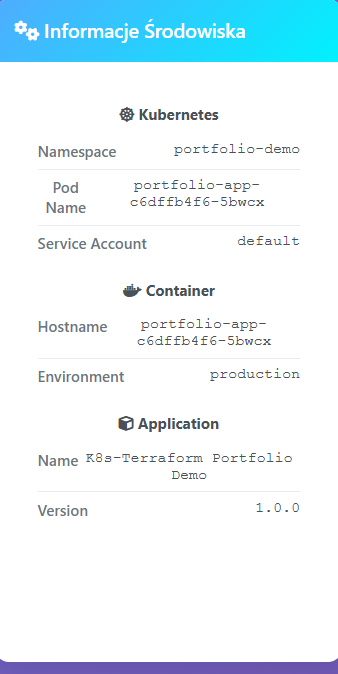 Informacje Środowiska
Kubernetes
Namespace portfolio-demo
Pod Name portfolio-app-
c6dffb4f6-5bwcx
Service Account default
Container
Hostname portfolio-app-
c6dffb4f6-5bwcx
Environment production
Application
Name K8s-Terraform Portfolio
Demo
Version 1.0.0